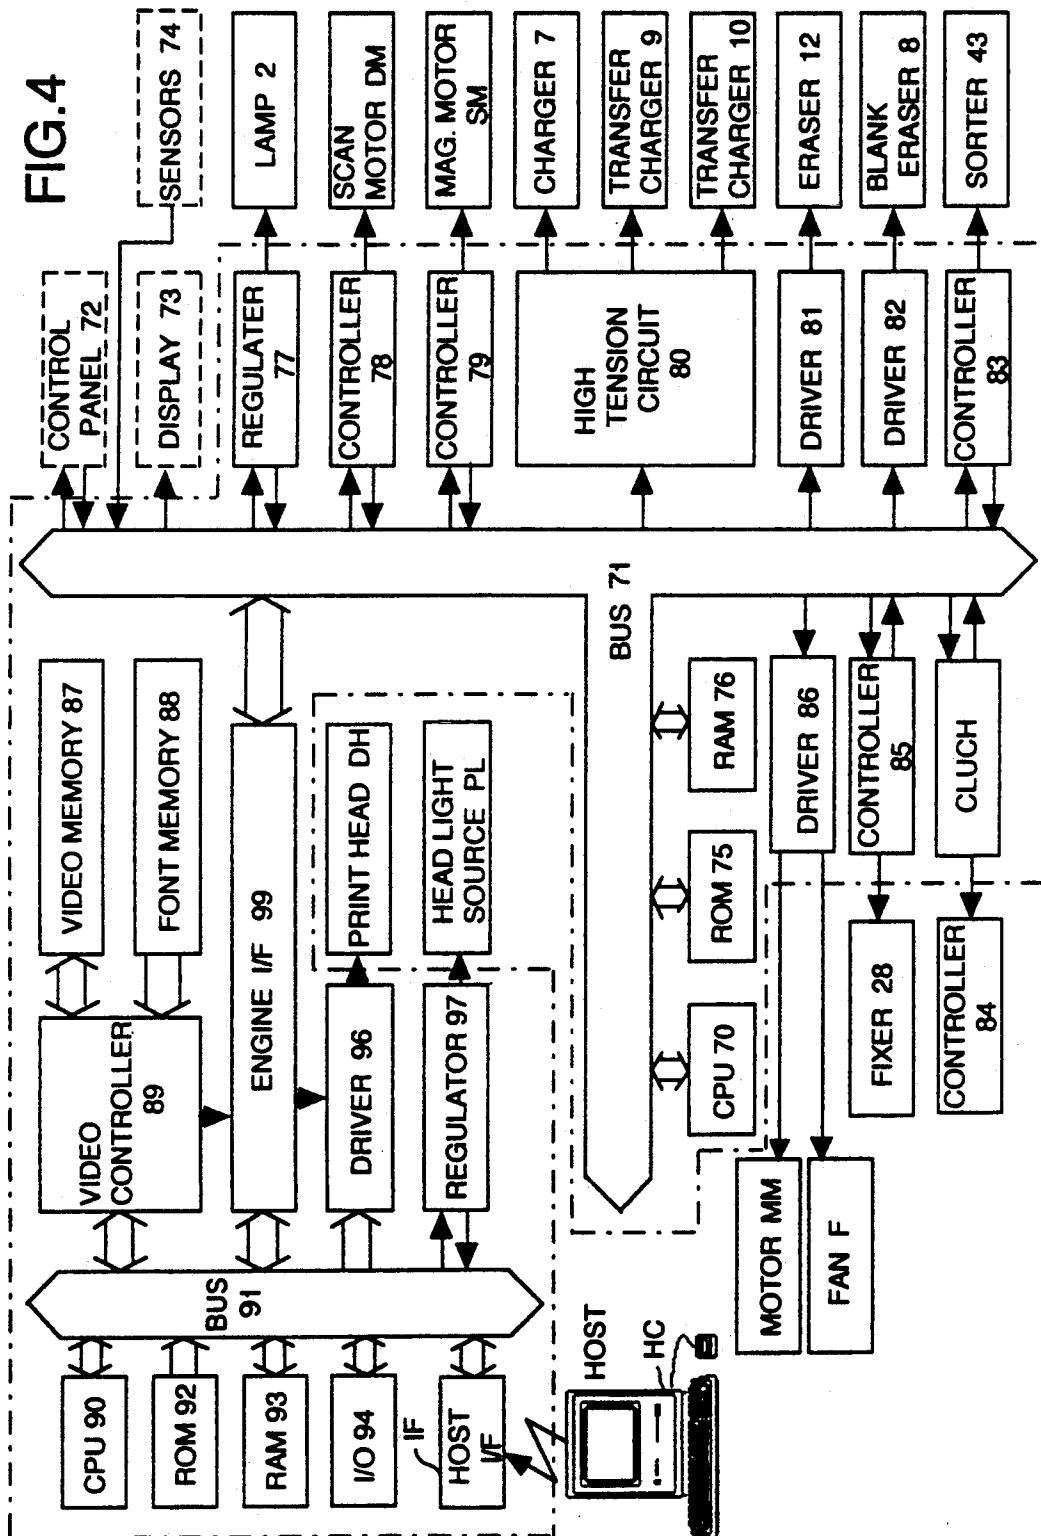 FIG.4
CPU 90
ROM 92
RAM 93
I/O 94
IF
HOST
I/F
BUS
91
VIDEO
CONTROLLER
89
VIDEO MEMORY 87
FONT MEMORY 88
ENGINE I/F 99
DRIVER 96
REGULATOR 97
PRINT HEAD DH
HEAD LIGHT
SOURCE PL
HOST
HC
CONTROL
PANEL 72
SENSORS 74
DISPLAY 73
REGULATER
77
LAMP 2
CONTROLLER
78
SCAN
MOTOR DM
CONTROLLER
79
MAG. MOTOR
SM
HIGH
TENSION
CIRCUIT
80
CHARGER 7
TRANSFER
CHARGER 9
TRANSFER
CHARGER 10
DRIVER 81
ERASER 12
DRIVER 82
BLANK
ERASER 8
CONTROLLER
83
SORTER 43
BUS 71
CPU 70
ROM 75
RAM 76
MOTOR MM
FAN F
DRIVER 86
FIXER 28
CONTROLLER
85
CONTROLLER
84
CLUCH